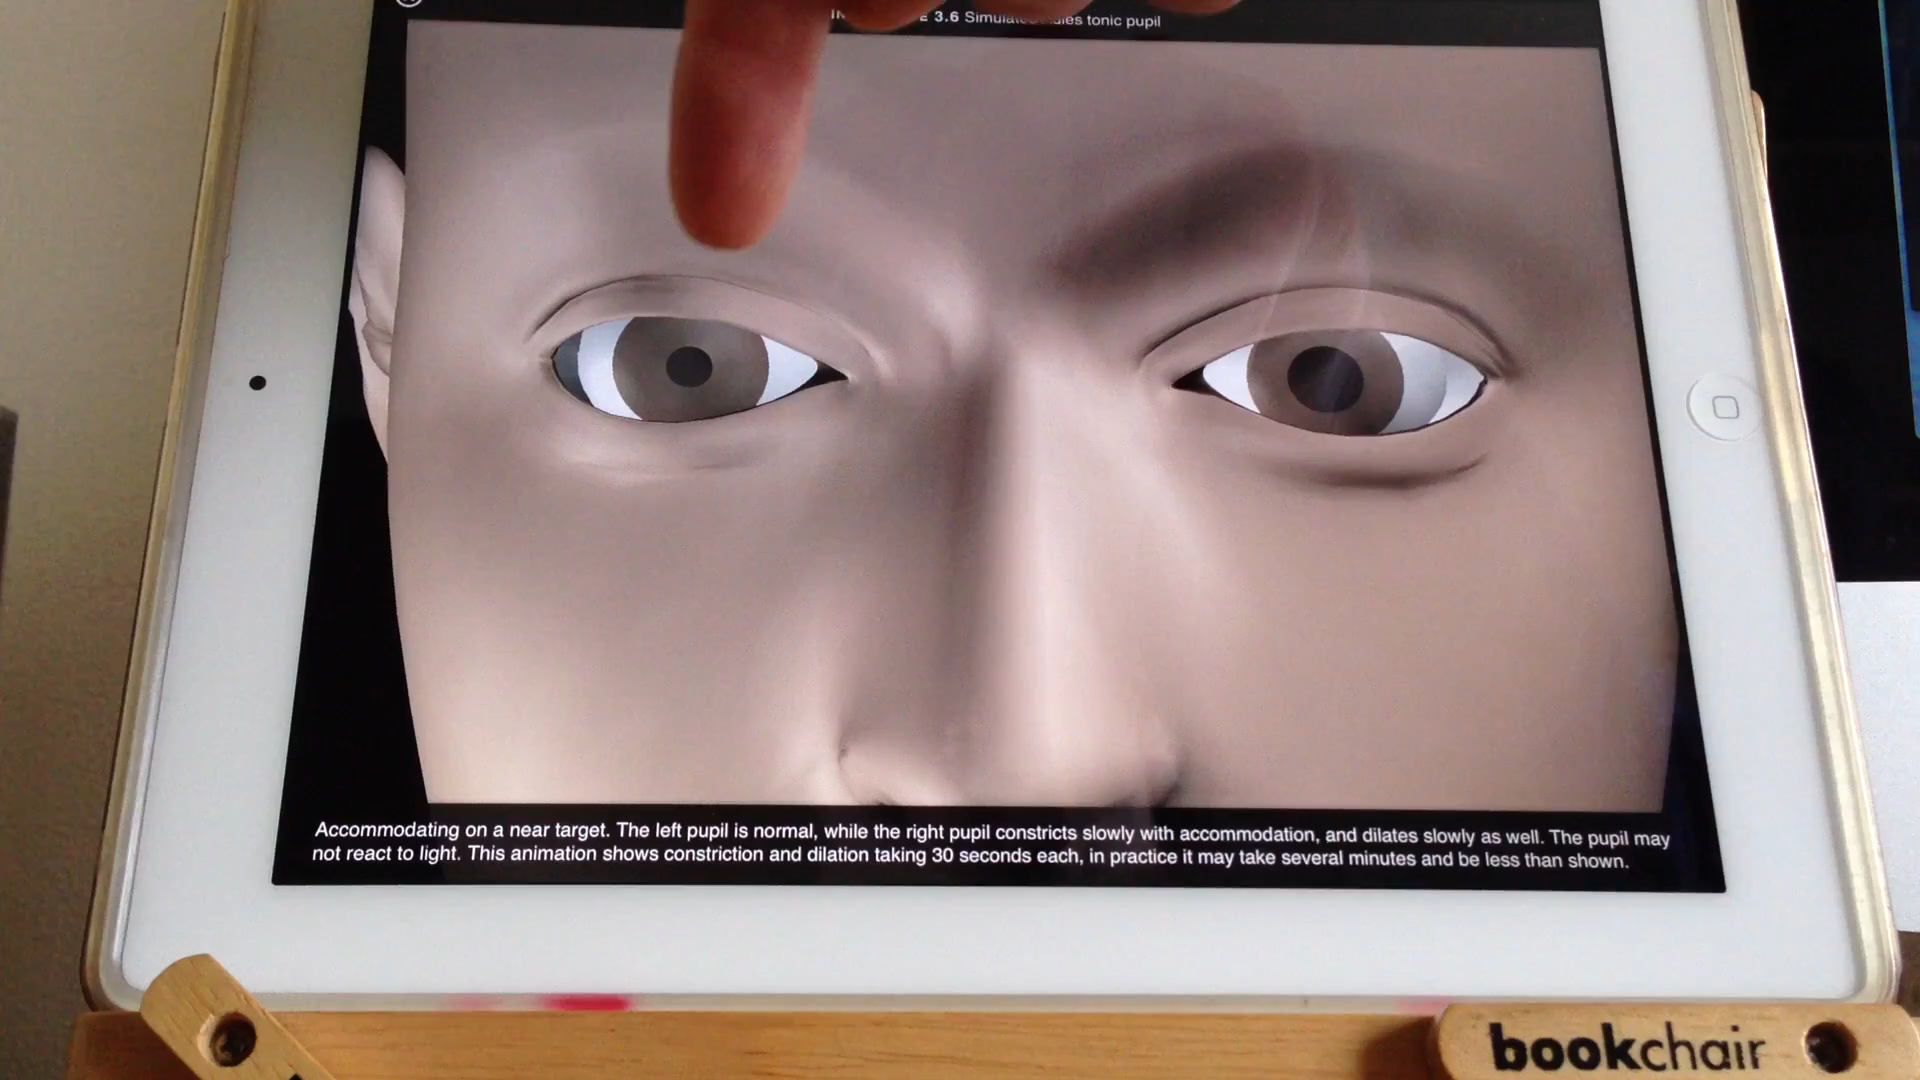 3.6 Simulated tonic pupil
Accommodating on a near target. The left pupil is normal, while the right pupil constricts slowly with accommodation, and dilates slowly as well. The pupil may
not react to light. This animation shows constriction and dilation taking 30 seconds each, in practice it may take several minutes and be less than shown.
bookchair